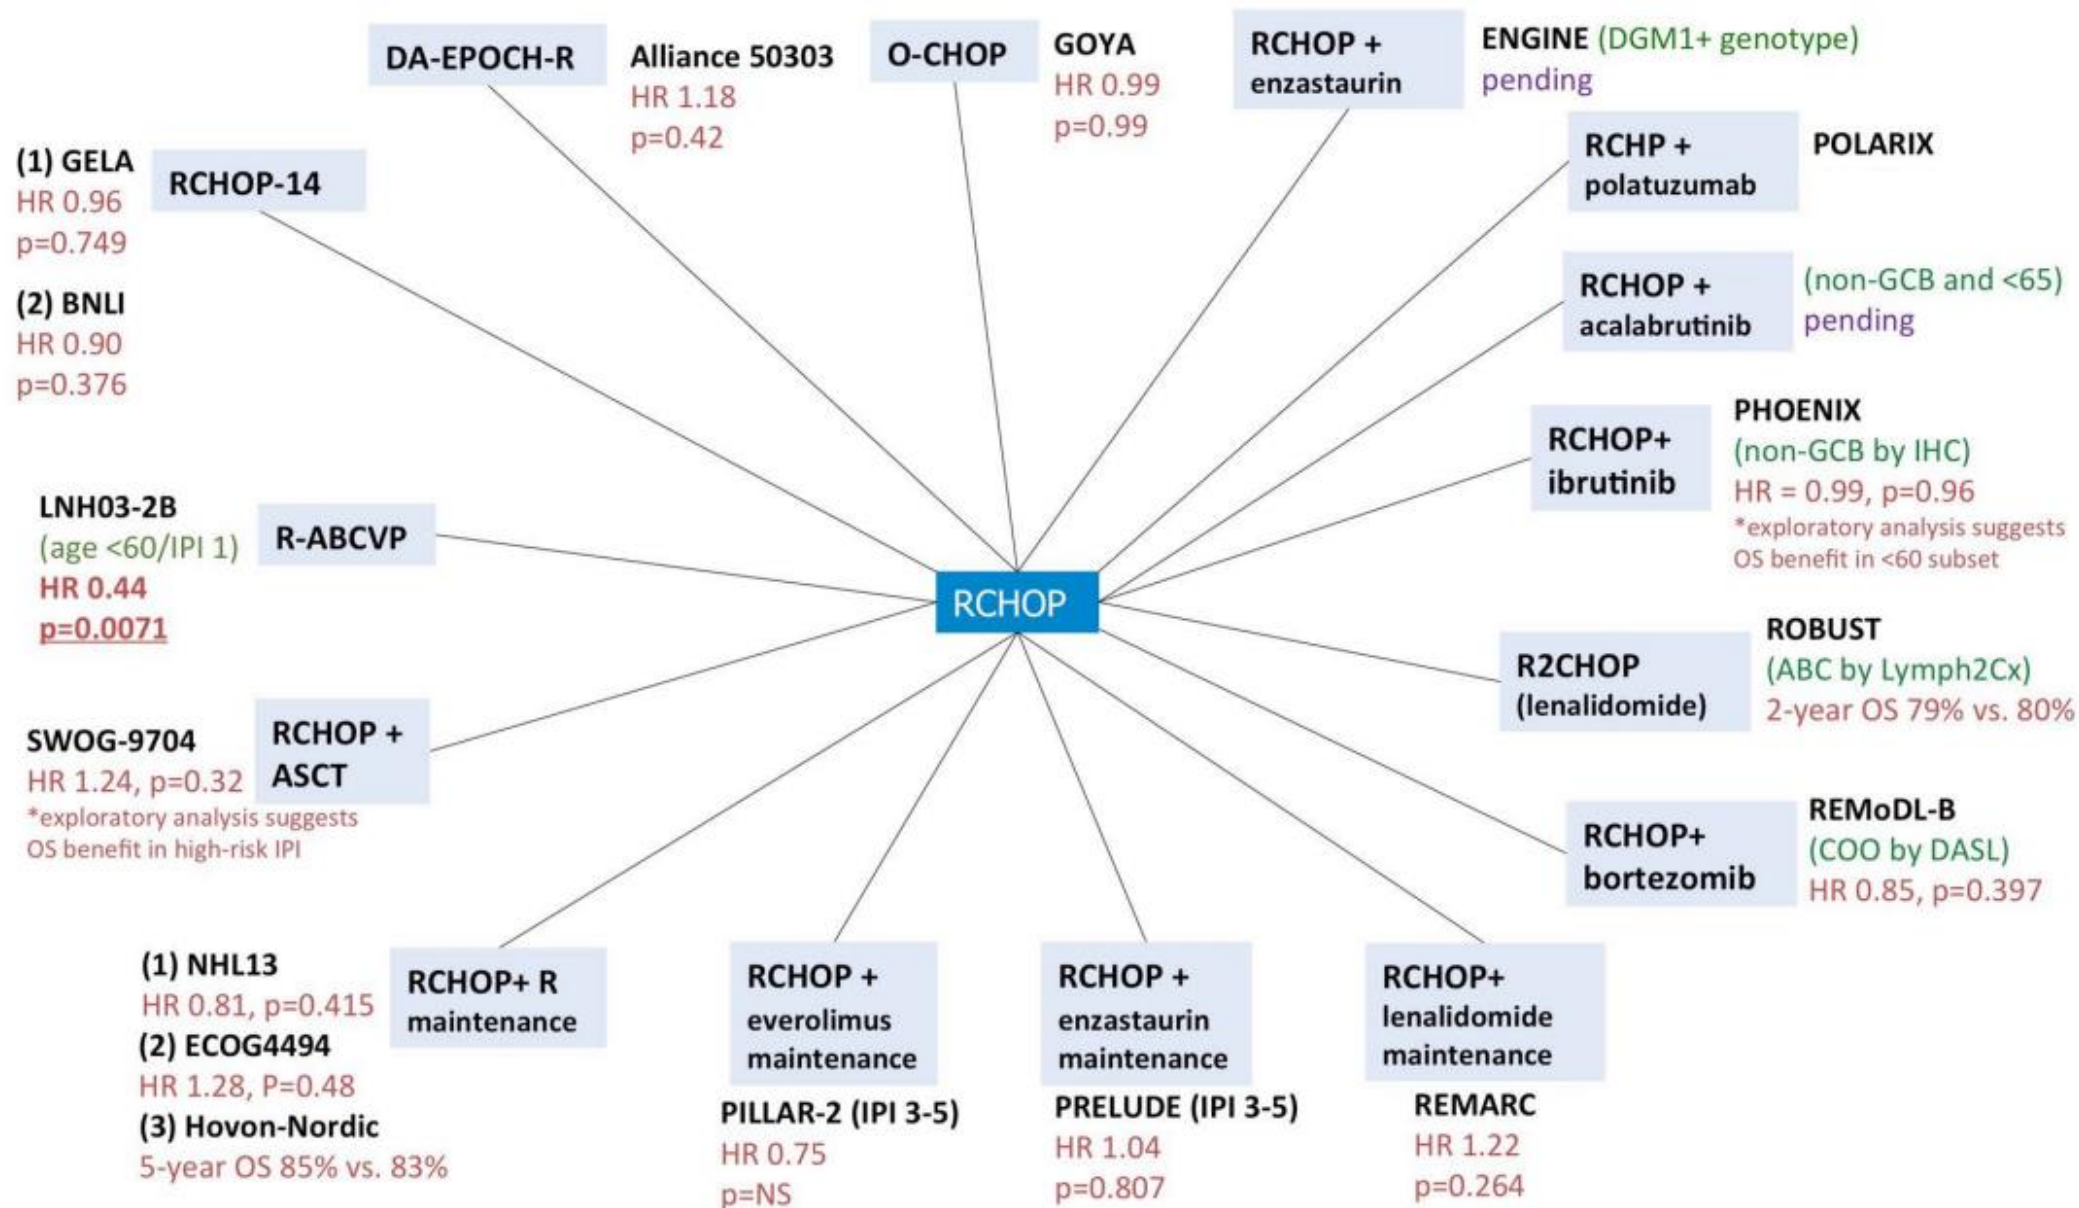 DA-EPOCH-R
Alliance 50303
HR 1.18
p=0.42
O-CHOP
GOYA
HR 0.99
p=0.99
RCHOP +
enzastaurin
ENGINE (DGM1+ genotype)
pending
RCHP +
polatuzumab
POLARIX
(1) GELA
HR 0.96
p=0.749
(2) BNLI
HR 0.90
p=0.376
RCHOP-14
RCHOP +
acalabrutinib
(non-GCB and <65)
pending
RCHOP+
ibrutinib
PHOENIX
(non-GCB by IHC)
HR = 0.99, p=0.96
*exploratory analysis suggests
OS benefit in <60 subset
LNH03-2B
(age <60/IPI 1)
HR 0.44
p=0.0071
R-ABCVP
RCHOP
R2CHOP
(lenalidomide)
ROBUST
(ABC by Lymph2Cx)
2-year OS 79% vs. 80%
SWOG-9704
HR 1.24, p=0.32
*exploratory analysis suggests
OS benefit in high-risk IPI
RCHOP +
ASCT
RCHOP+
bortezomib
REMoDL-B
(COO by DASL)
HR 0.85, p=0.397
(1) NHL13
HR 0.81, p=0.415
(2) ECOG4494
HR 1.28, P=0.48
(3) Hovon-Nordic
5-year OS 85% vs. 83%
RCHOP+ R
maintenance
RCHOP +
everolimus
maintenance
PILLAR-2 (IPI 3-5)
HR 0.75
p=NS
RCHOP +
enzastaurin
maintenance
PRELUDE (IPI 3-5)
HR 1.04
p=0.807
RCHOP+
lenalidomide
maintenance
REMARC
HR 1.22
p=0.264